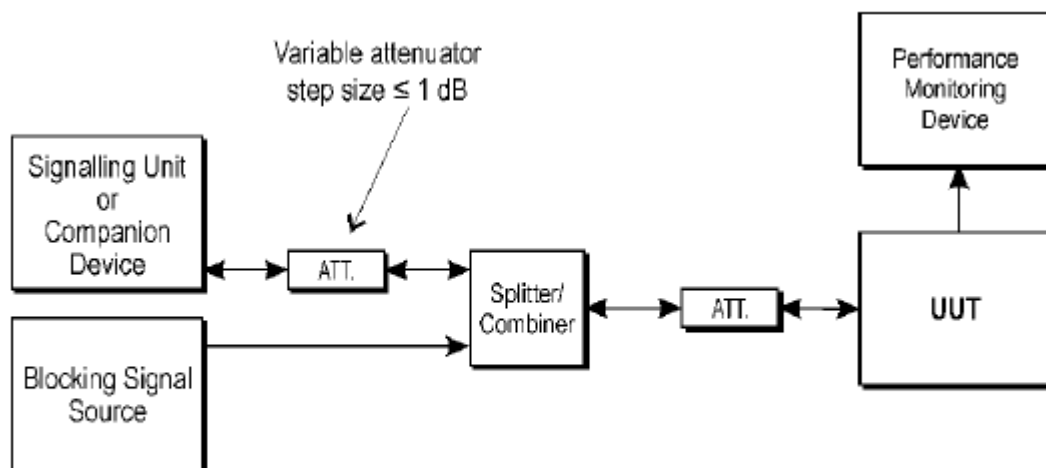 Variable attenuator
step size ≤ 1 dB
Performance
Monitoring
Device
Signalling Unit
or
Companion
Device
ATT.
Splitter/
Combiner
ATT.
UUT
Blocking Signal
Source